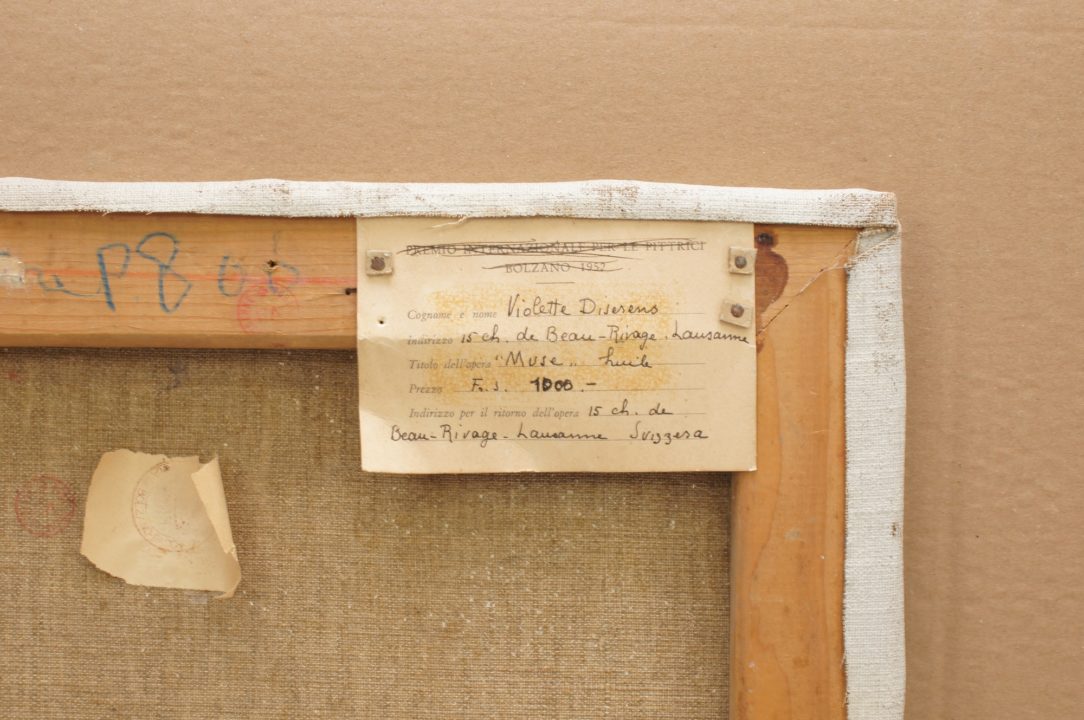 P. 800
PREMIO INTERNAZIONALE PER LE PITTRICI
BOLZANO 1952
Cognome e nome Violette Diserens
Indirizzo 15 ch. de Beau-Rivage. Lausanne
Titolo dell'opera "Muse" huile
Prezzo F.s. 1000.-
Indirizzo per il ritorno dell'opera 15 ch. de
Beau-Rivage-Lausanne Svizzera